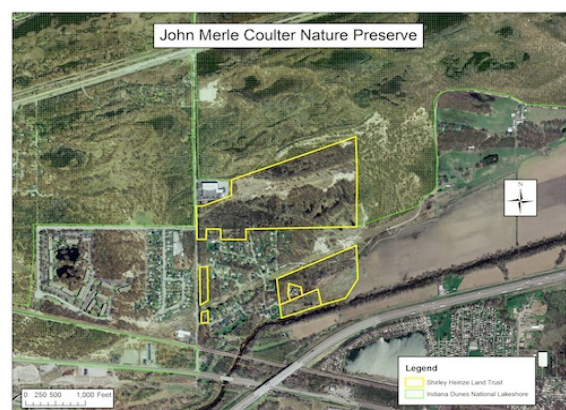 John Merle Coulter Nature Preserve
N
Legend
Shirley Heinze Land Trust
Indiana Dunes National Lakeshore
0 250 500 1,000 Feet